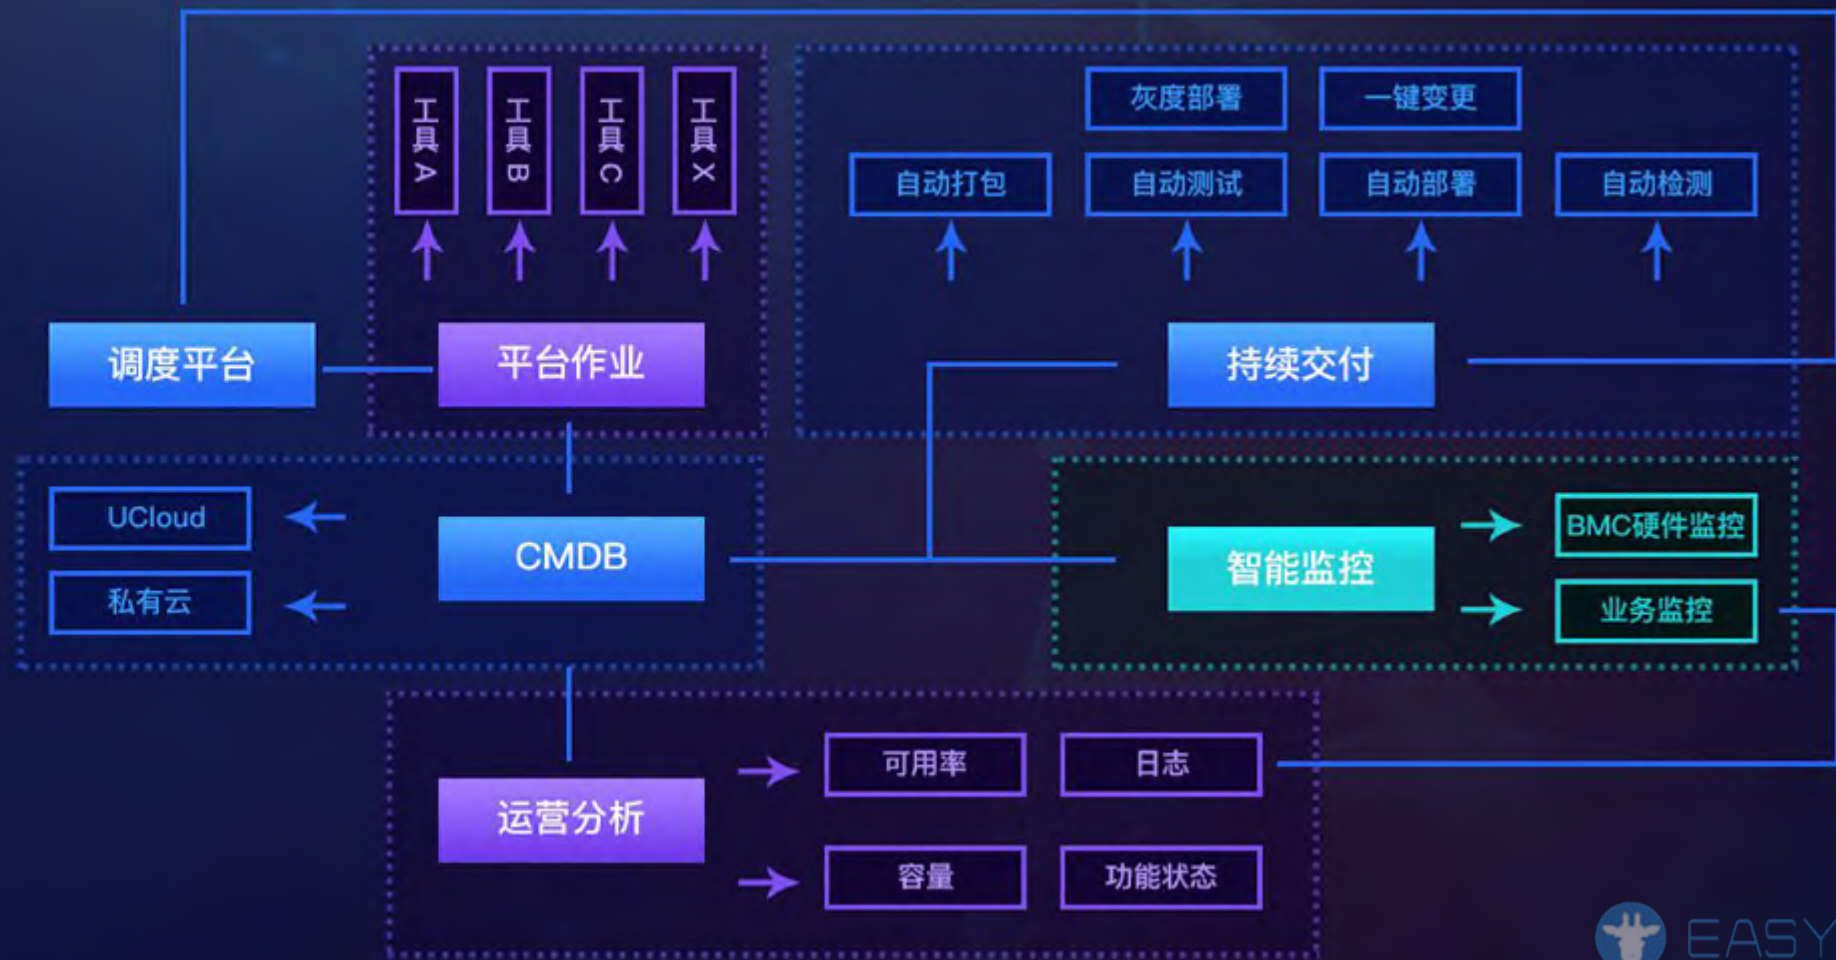 工具A
工具B
工具C
工具X
灰度部署
一键变更
自动打包
自动测试
自动部署
自动检测
调度平台
平台作业
持续交付
UCloud
私有云
CMDB
智能监控
BMC硬件监控
业务监控
运营分析
可用率
日志
容量
功能状态
EASY